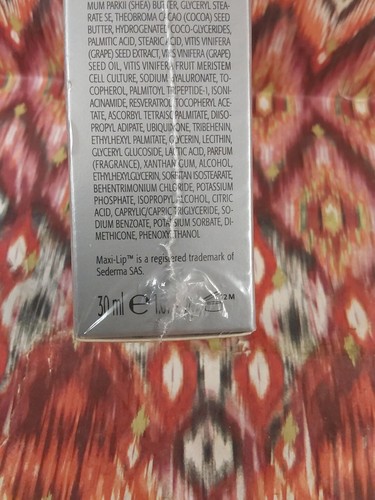 MUM PARKII (SHEA) BUTTER, GLYCERYL STEA-
RATE SE, THEOBROMA CACAO (COCOA) SEED
BUTTER, HYDROGENATED COCO-GLYCERIDES,
PALMITIC ACID, STEARIC ACID, VITIS VINIFERA
(GRAPE) SEED EXTRACT, VITIS VINIFERA (GRAPE)
SEED OIL, VITIS VINIFERA FRUIT MERISTEM
CELL CULTURE, SODIUM HYALURONATE, TO-
COPHEROL, PALMITOYL TRIPEPTIDE-1, ISONI-
ACINAMIDE, RESVERATROL, TOCOPHERYL ACE-
TATE, ASCORBYL TETRAISOPALMITATE, DIISO-
PROPYL ADIPATE, UBIQUINONE, TRIBEHENIN,
ETHYLHEXYL PALMITATE, GLYCERIN, LECITHIN,
GLYCERYL GLUCOSIDE, LACTIC ACID, PARFUM
(FRAGRANCE), XANTHAN GUM, ALCOHOL,
ETHYLHEXYLGLYCERIN, SORBITAN ISOSTEARATE,
BEHENTRIMONIUM CHLORIDE, POTASSIUM
PHOSPHATE, ISOPROPYL ALCOHOL, CITRIC
ACID, CAPRYLIC/CAPRIC TRIGLYCERIDE, SO-
DIUM BENZOATE, POTASSIUM SORBATE, DI-
METHICONE, PHENOXYETHANOL
Maxi-Lip™ is a registered trademark of
Sederma SAS.
30 ml ℮